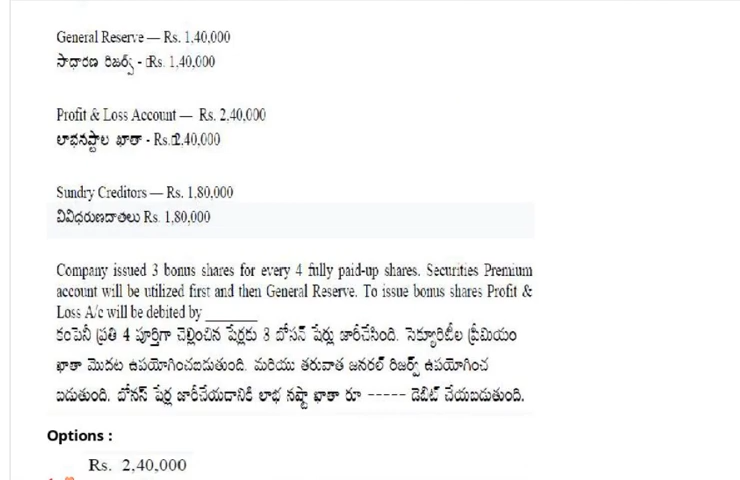 General Reserve — Rs. 1,40,000
సాధారణ రిజర్వ్ - Rs. 1,40,000
Profit & Loss Account — Rs. 2,40,000
లాభనష్టాల ఖాతా - Rs. 2,40,000
Sundry Creditors — Rs. 1,80,000
వివిధరుణదాతలు Rs. 1,80,000
Company issued 3 bonus shares for every 4 fully paid-up shares. Securities Premium
account will be utilized first and then General Reserve. To issue bonus shares Profit &
Loss A/c will be debited by ________
కంపెనీ ప్రతి 4 పూర్తిగా చెల్లించిన షేర్లకు 3 బోనస్ షేర్లు జారీచేసింది. సెక్యూరిటీల ప్రీమియం
ఖాతా మొదట ఉపయోగించబడుతుంది. మరియు తరువాత జనరల్ రిజర్వ్ ఉపయోగించ
బడుతుంది. బోనస్ షేర్ల జారీచేయడానికి లాభ నష్టా ఖాతా రూ ----- డెబిట్ చేయబడుతుంది.
Options :
Rs. 2,40,000